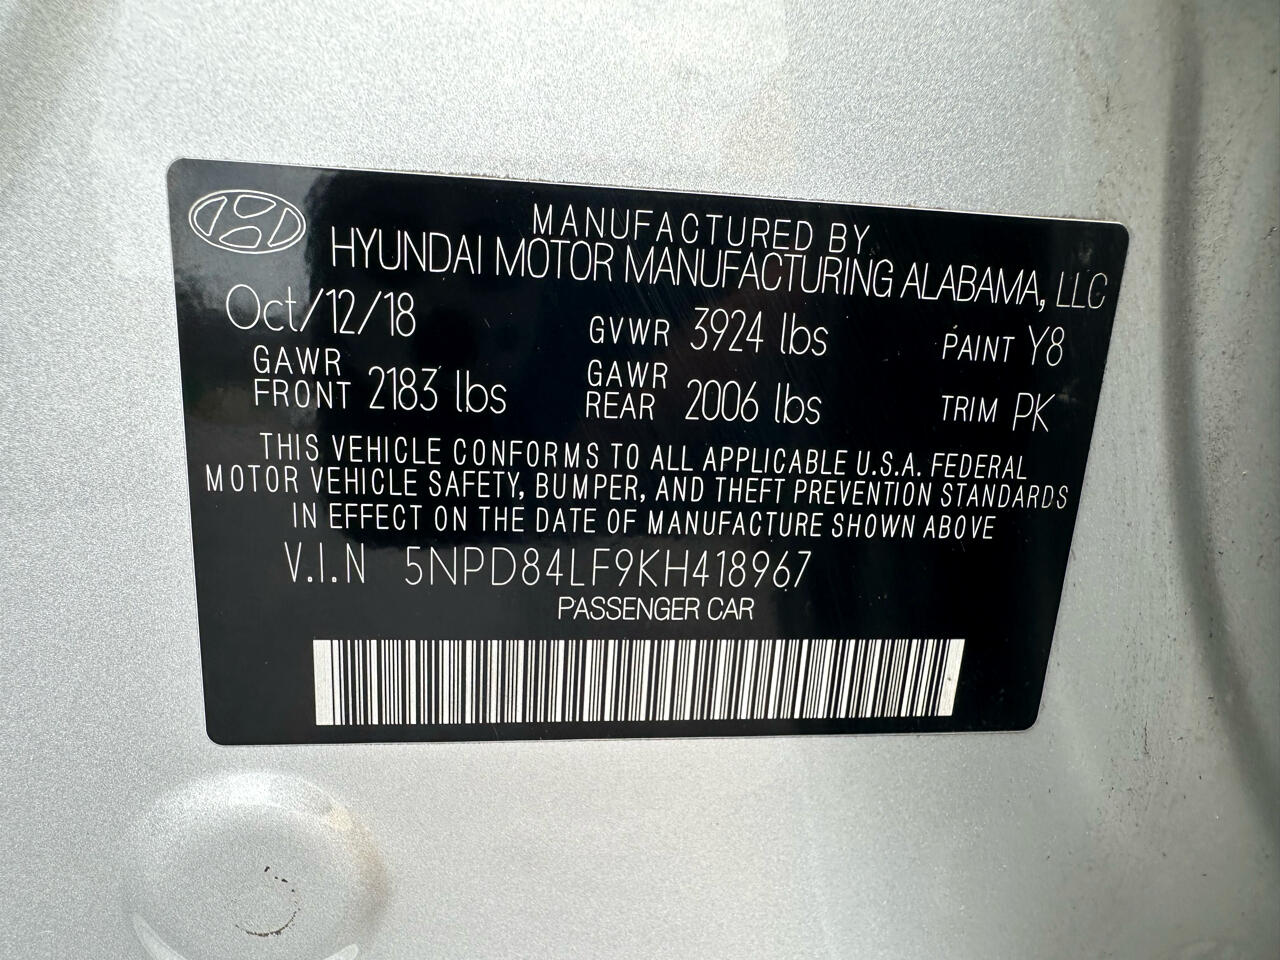 MANUFACTURED BY
HYUNDAI MOTOR MANUFACTURING ALABAMA, LLC
Oct/12/18 GVWR 3924 lbs PAINT Y8
GAWR FRONT 2183 lbs GAWR REAR 2006 lbs TRIM PK
THIS VEHICLE CONFORMS TO ALL APPLICABLE U.S.A. FEDERAL
MOTOR VEHICLE SAFETY, BUMPER, AND THEFT PREVENTION STANDARDS
IN EFFECT ON THE DATE OF MANUFACTURE SHOWN ABOVE
V.I.N 5NPD84LF9KH418967
PASSENGER CAR